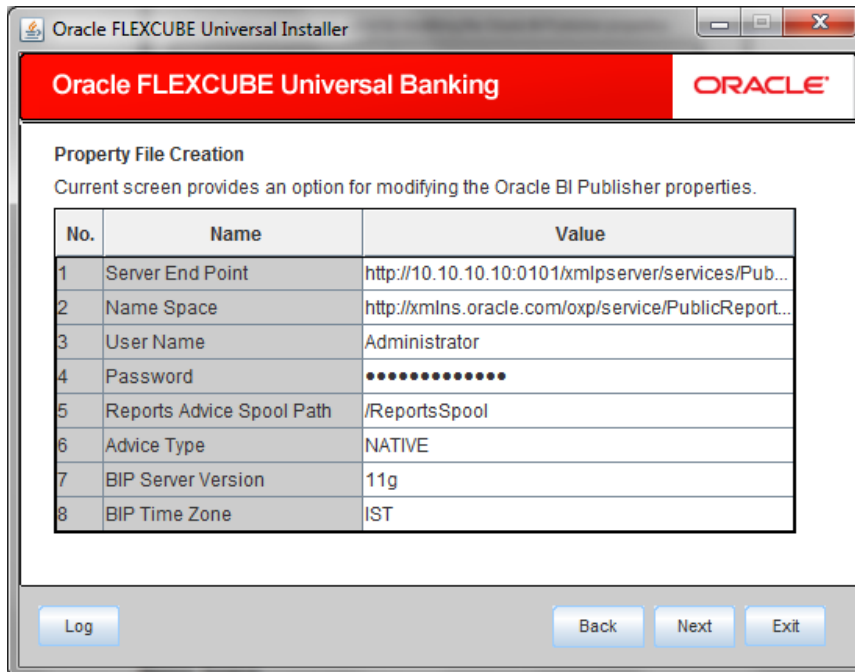 Oracle FLEXCUBE Universal Installer
Oracle FLEXCUBE Universal Banking
ORACLE
Property File Creation
Current screen provides an option for modifying the Oracle BI Publisher properties.
No. Name Value
1 Server End Point http://10.10.10.10:0101/xmlpserver/services/Pub...
2 Name Space http://xmlns.oracle.com/oxp/service/PublicReport...
3 User Name Administrator
4 Password •••••••••••••
5 Reports Advice Spool Path /ReportsSpool
6 Advice Type NATIVE
7 BIP Server Version 11g
8 BIP Time Zone IST
Log Back Next Exit